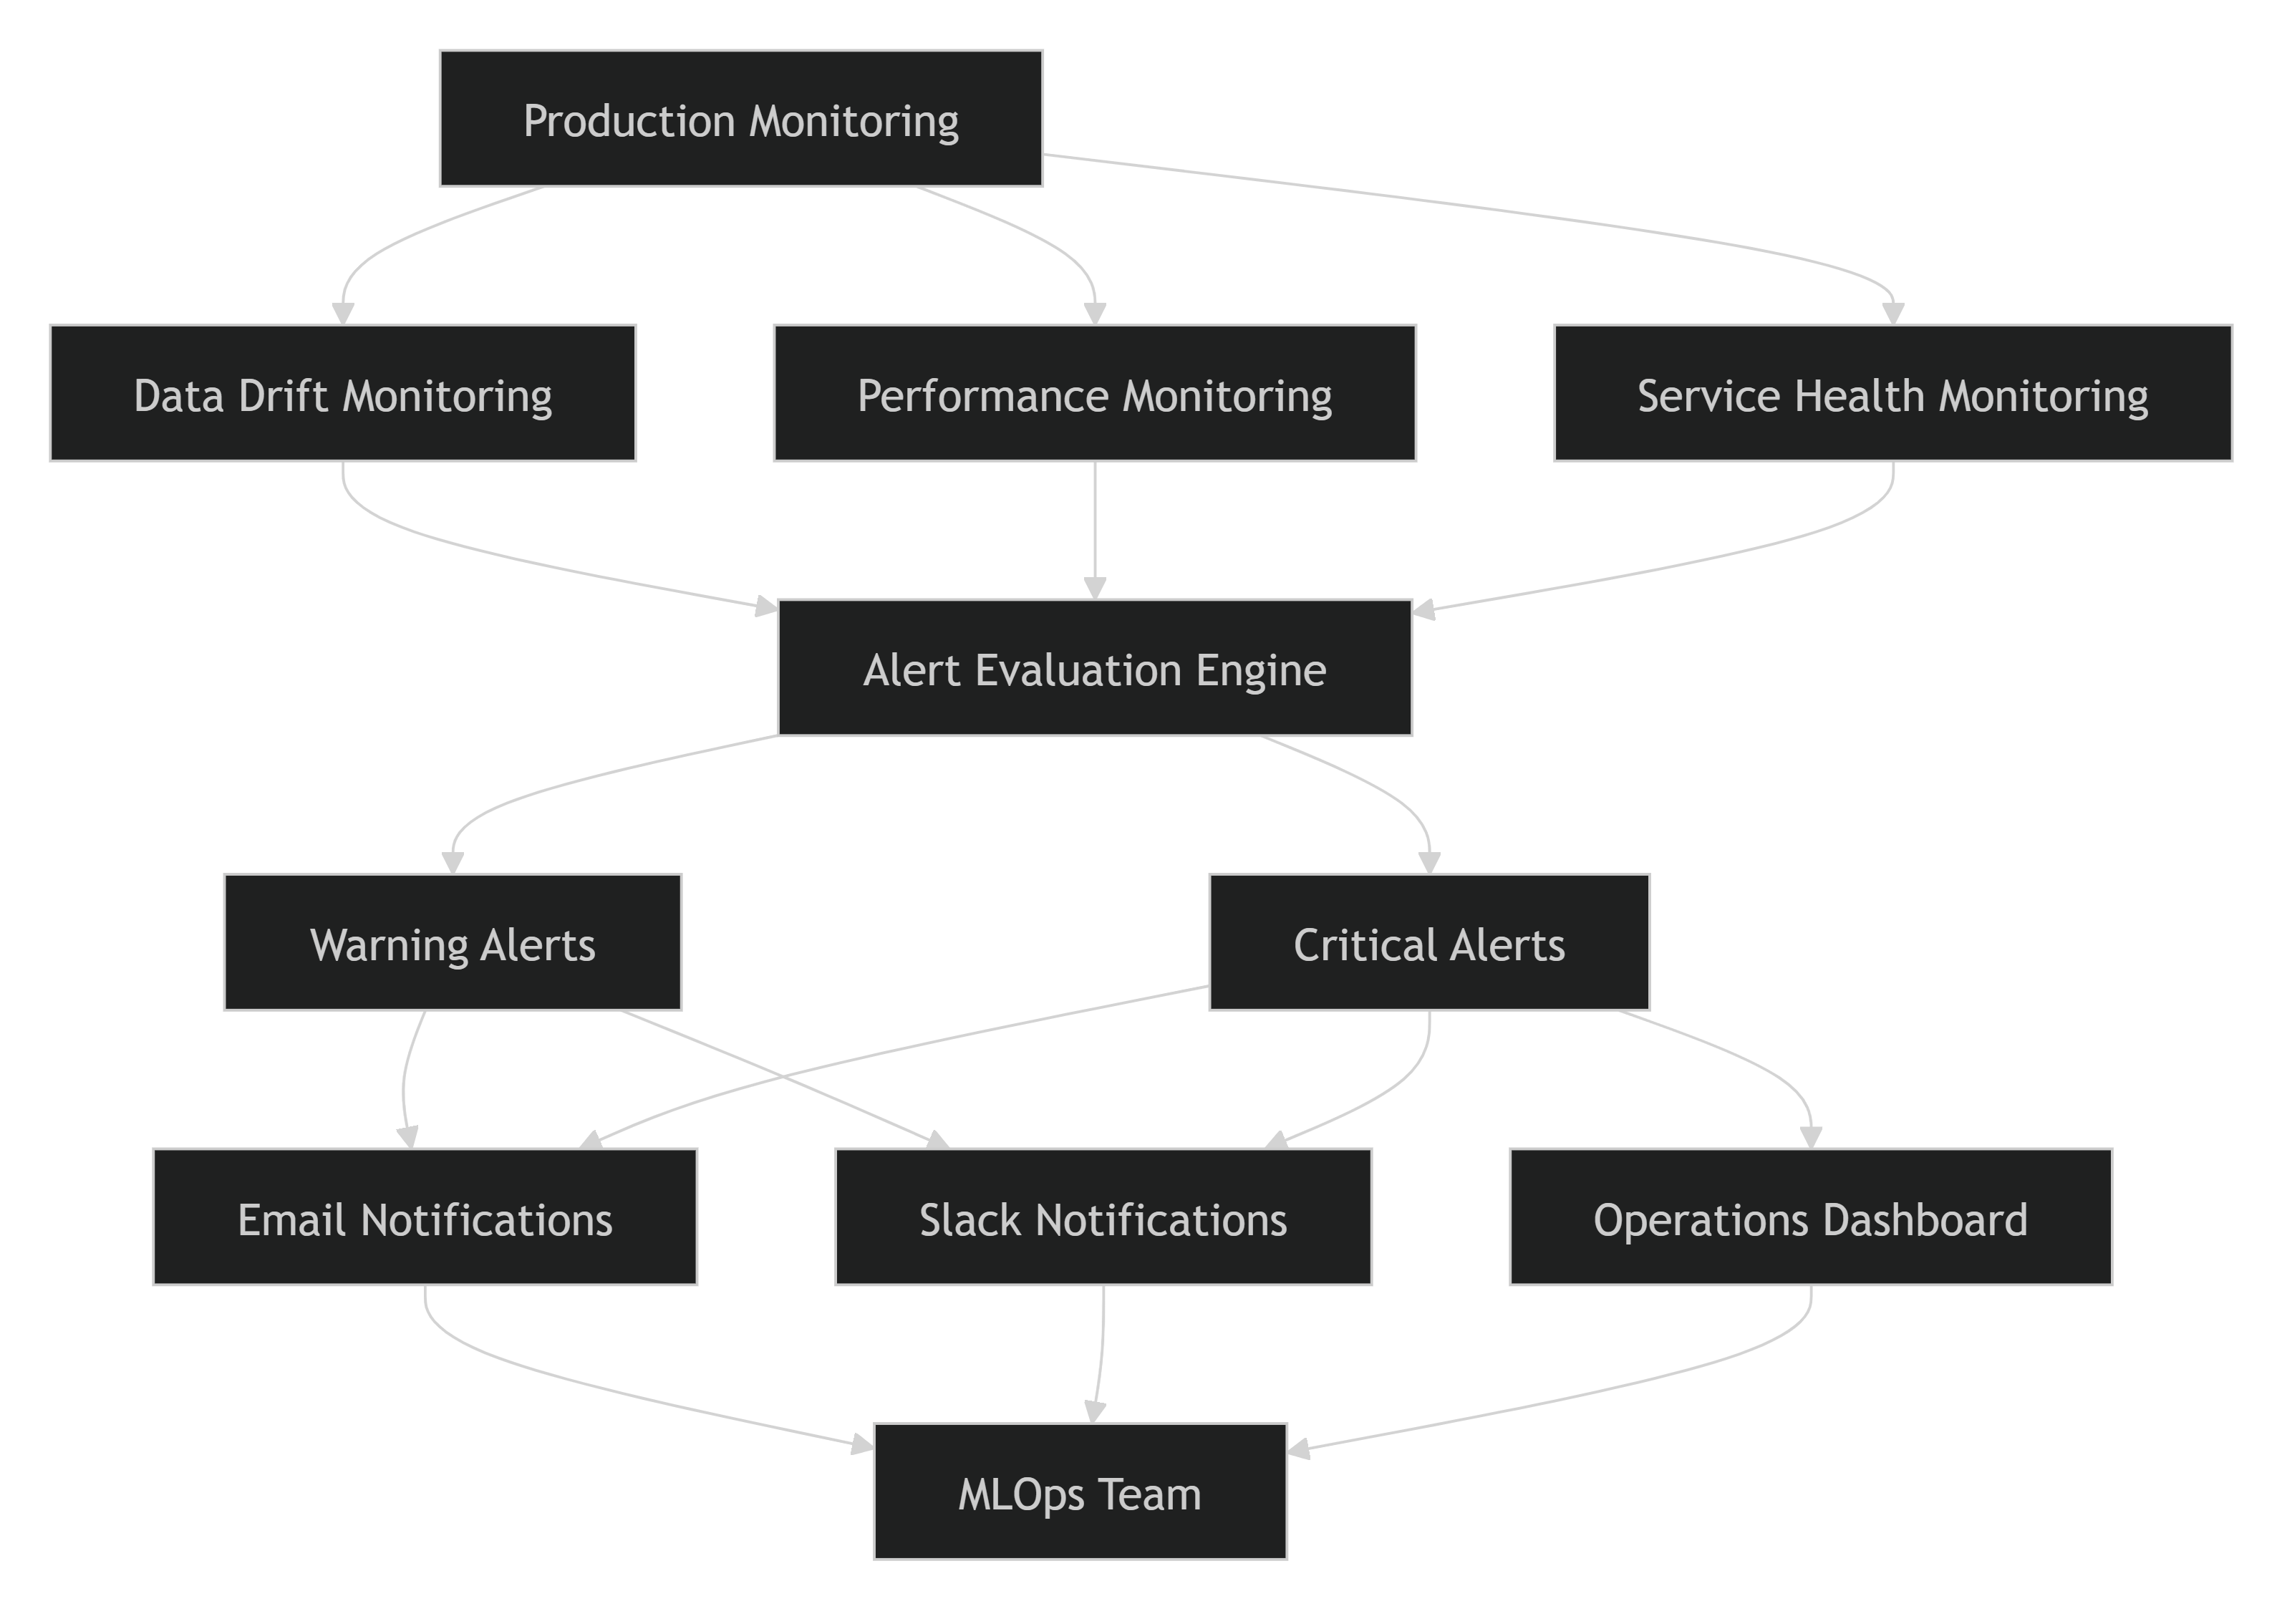 Production Monitoring
Data Drift Monitoring
Performance Monitoring
Service Health Monitoring
Alert Evaluation Engine
Warning Alerts
Critical Alerts
Email Notifications
Slack Notifications
Operations Dashboard
MLOps Team